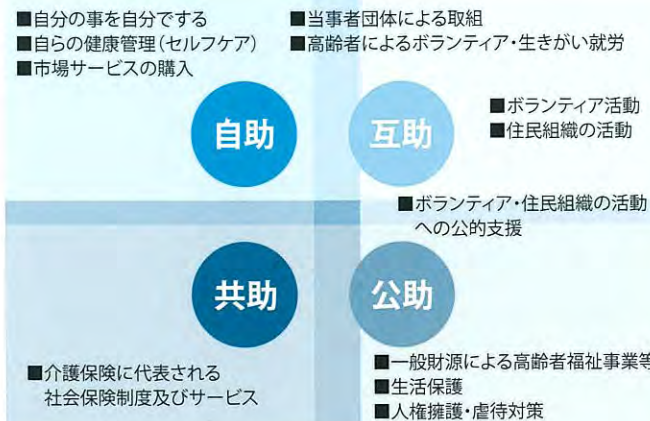 ■自分の事を自分でする
■自らの健康管理(セルフケア)
■市場サービスの購入
■当事者団体による取組
■高齢者によるボランティア・生きがい就労
自助
互助
■ボランティア活動
■住民組織の活動
■ボランティア・住民組織の活動
への公的支援
共助
公助
■介護保険に代表される
社会保険制度及びサービス
■一般財源による高齢者福祉事業等
■生活保護
■人権擁護・虐待対策